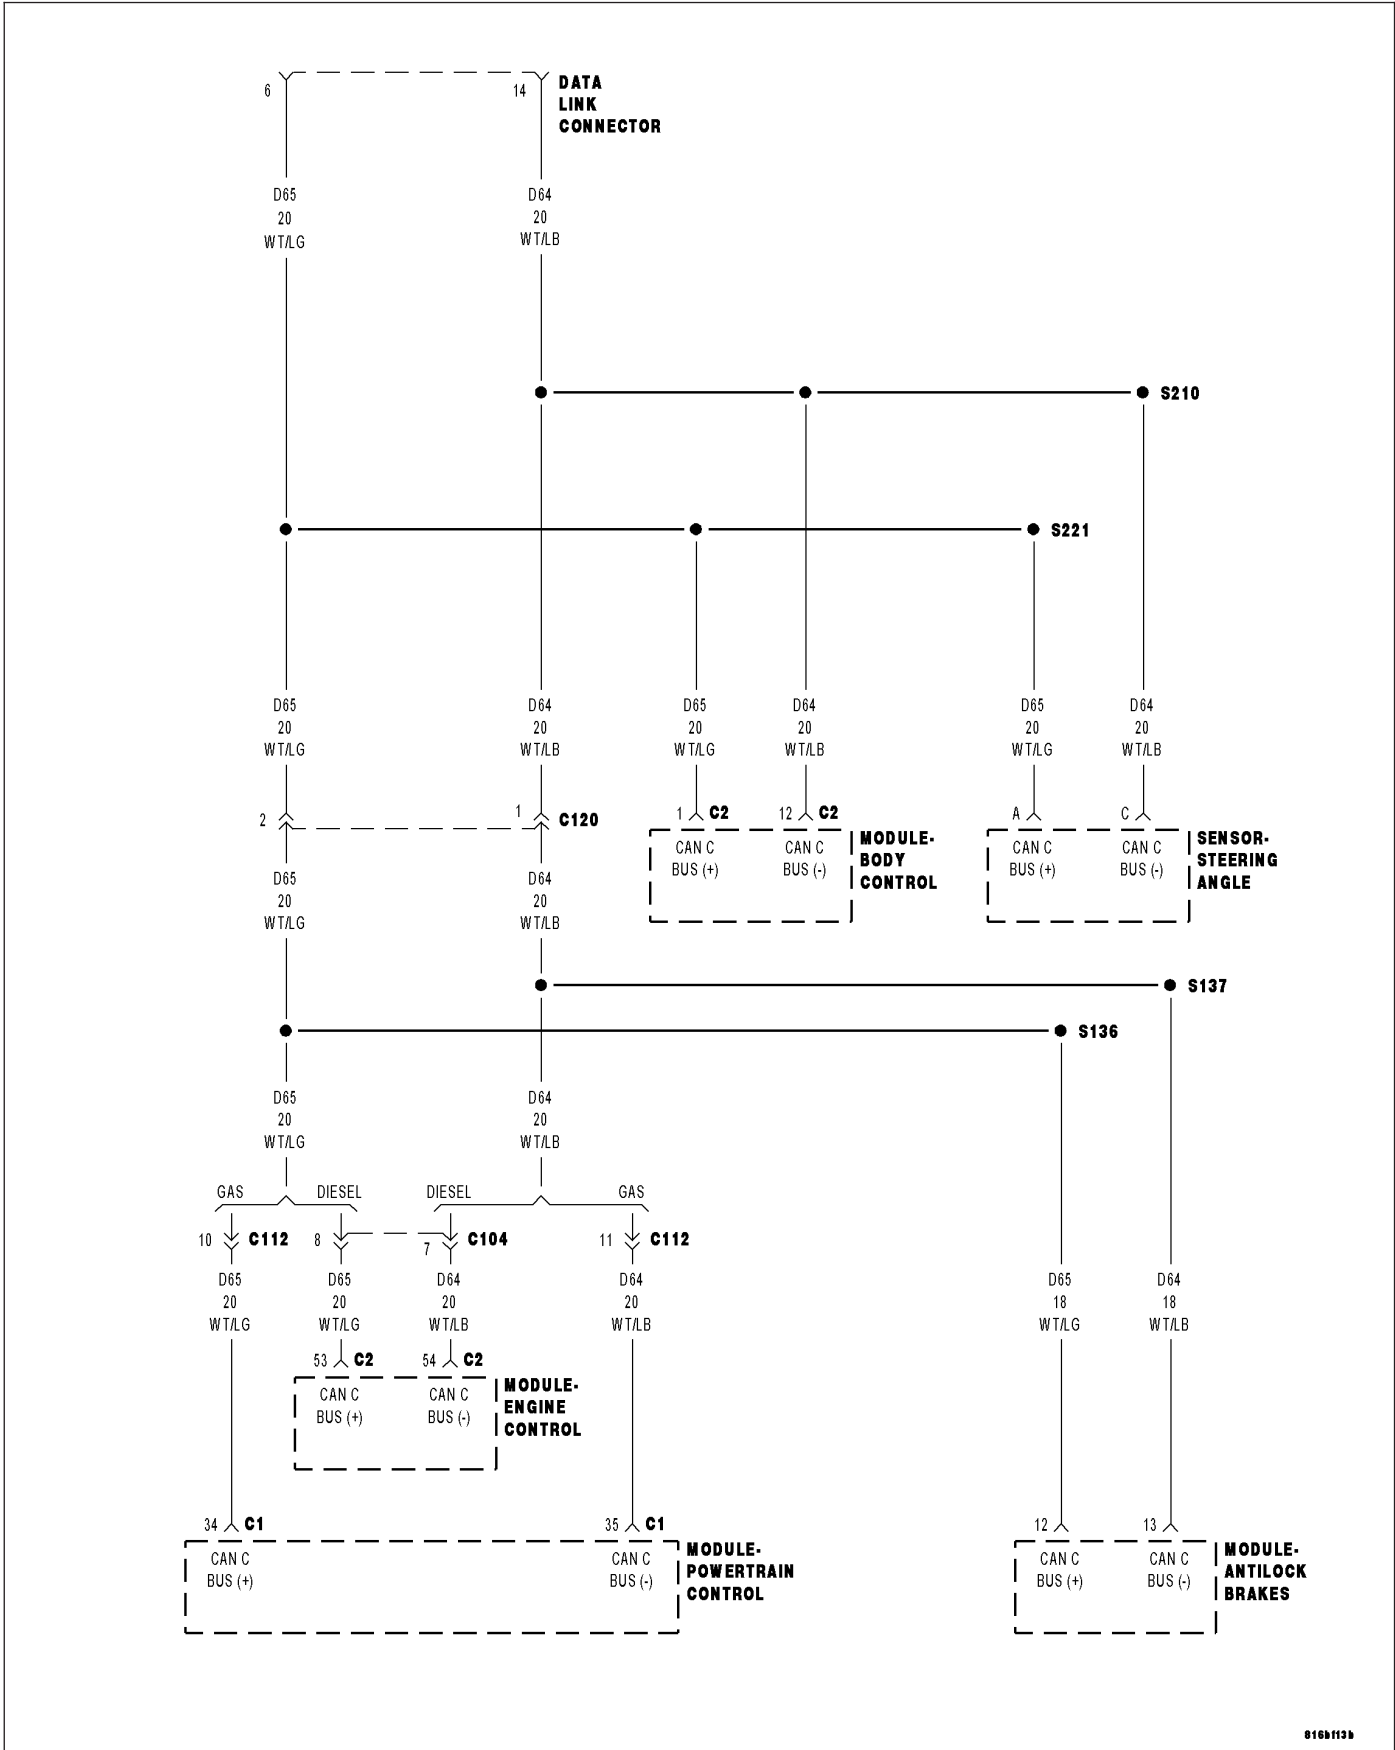 6
14
DATA
LINK
CONNECTOR
D65
20
WT/LG
D64
20
WT/LB
S210
S221
D65
20
WT/LG
D64
20
WT/LB
D65
20
WT/LG
D64
20
WT/LB
D65
20
WT/LG
D64
20
WT/LB
2
1
C120
1
C2
12
C2
A
C
CAN C
BUS (+)
CAN C
BUS (-)
MODULE-
BODY
CONTROL
CAN C
BUS (+)
CAN C
BUS (-)
SENSOR-
STEERING
ANGLE
D65
20
WT/LG
D64
20
WT/LB
S137
S136
D65
20
WT/LG
D64
20
WT/LB
GAS
DIESEL
DIESEL
GAS
10
C112
8
7
C104
11
C112
D65
20
WT/LG
D65
20
WT/LG
D64
20
WT/LB
D64
20
WT/LB
D65
18
WT/LG
D64
18
WT/LB
53
C2
54
C2
CAN C
BUS (+)
CAN C
BUS (-)
MODULE-
ENGINE
CONTROL
34
C1
35
C1
12
13
CAN C
BUS (+)
CAN C
BUS (-)
MODULE-
POWERTRAIN
CONTROL
CAN C
BUS (+)
CAN C
BUS (-)
MODULE-
ANTILOCK
BRAKES
816bf13b